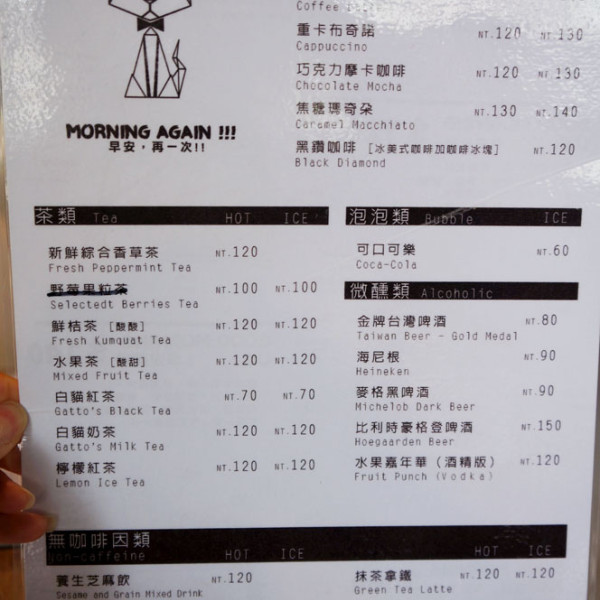 Coffee
重卡布奇諾 NT.120 NT.130
Cappuccino
巧克力摩卡咖啡 NT.120 NT.130
Chocolate Mocha
焦糖瑪奇朵 NT.130 NT.140
Caramel Macchiato
黑鑽咖啡 [冰美式咖啡加咖啡冰塊] NT.120
Black Diamond
MORNING AGAIN !!!
早安，再一次!!
茶類 Tea HOT ICE
新鮮綜合香草茶 NT.120
Fresh Peppermint Tea
野莓果粒茶 NT.100 NT.100
Selectedt Berries Tea
鮮桔茶 [酸酸] NT.120 NT.120
Fresh Kumquat Tea
水果茶 [酸甜] NT.120 NT.120
Mixed Fruit Tea
白貓紅茶 NT.70 NT.70
Gatto's Black Tea
白貓奶茶 NT.120 NT.120
Gatto's Milk Tea
檸檬紅茶 NT.120 NT.120
Lemon Ice Tea
泡泡類 Bubble ICE
可口可樂 NT.60
Coca-Cola
微醺類 Alcoholic
金牌台灣啤酒 NT.80
Taiwan Beer - Gold Medal
海尼根 NT.90
Heineken
麥格黑啤酒 NT.90
Michelob Dark Beer
比利時豪格登啤酒 NT.150
Hoegaarden Beer
水果嘉年華 (酒精版) NT.120
Fruit Punch (Vodka)
無咖啡因類
Non-caffeine HOT ICE HOT ICE
養生芝麻飲 NT.120
Sesame and Grain Mixed Drink
抹茶拿鐵 NT.120 NT.120
Green Tea Latte